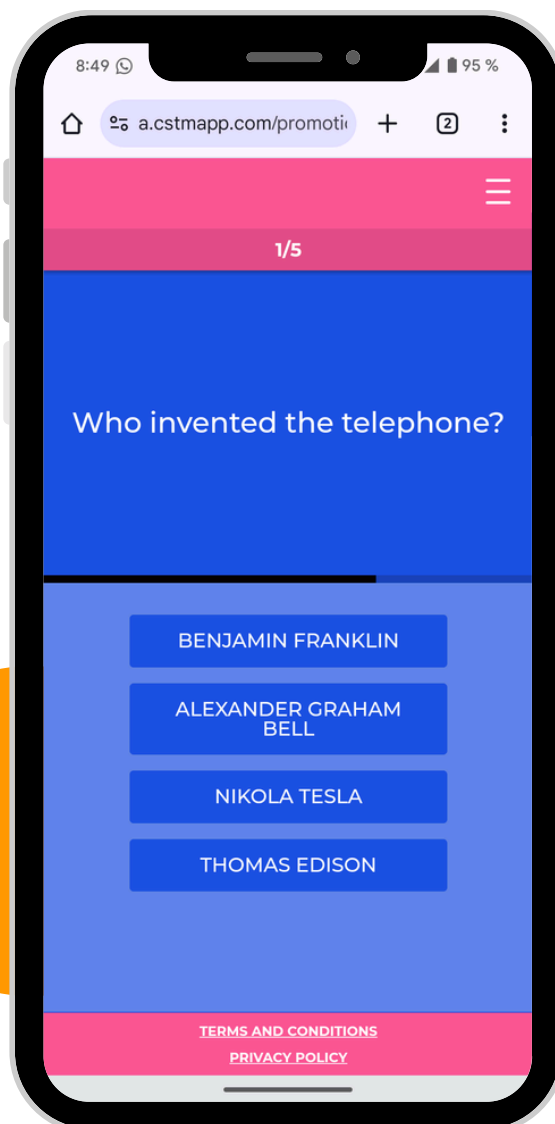 8:49 95 %
a.cstmapp.com/promoti
2
1/5
Who invented the telephone?
BENJAMIN FRANKLIN
ALEXANDER GRAHAM
BELL
NIKOLA TESLA
THOMAS EDISON
TERMS AND CONDITIONS
PRIVACY POLICY